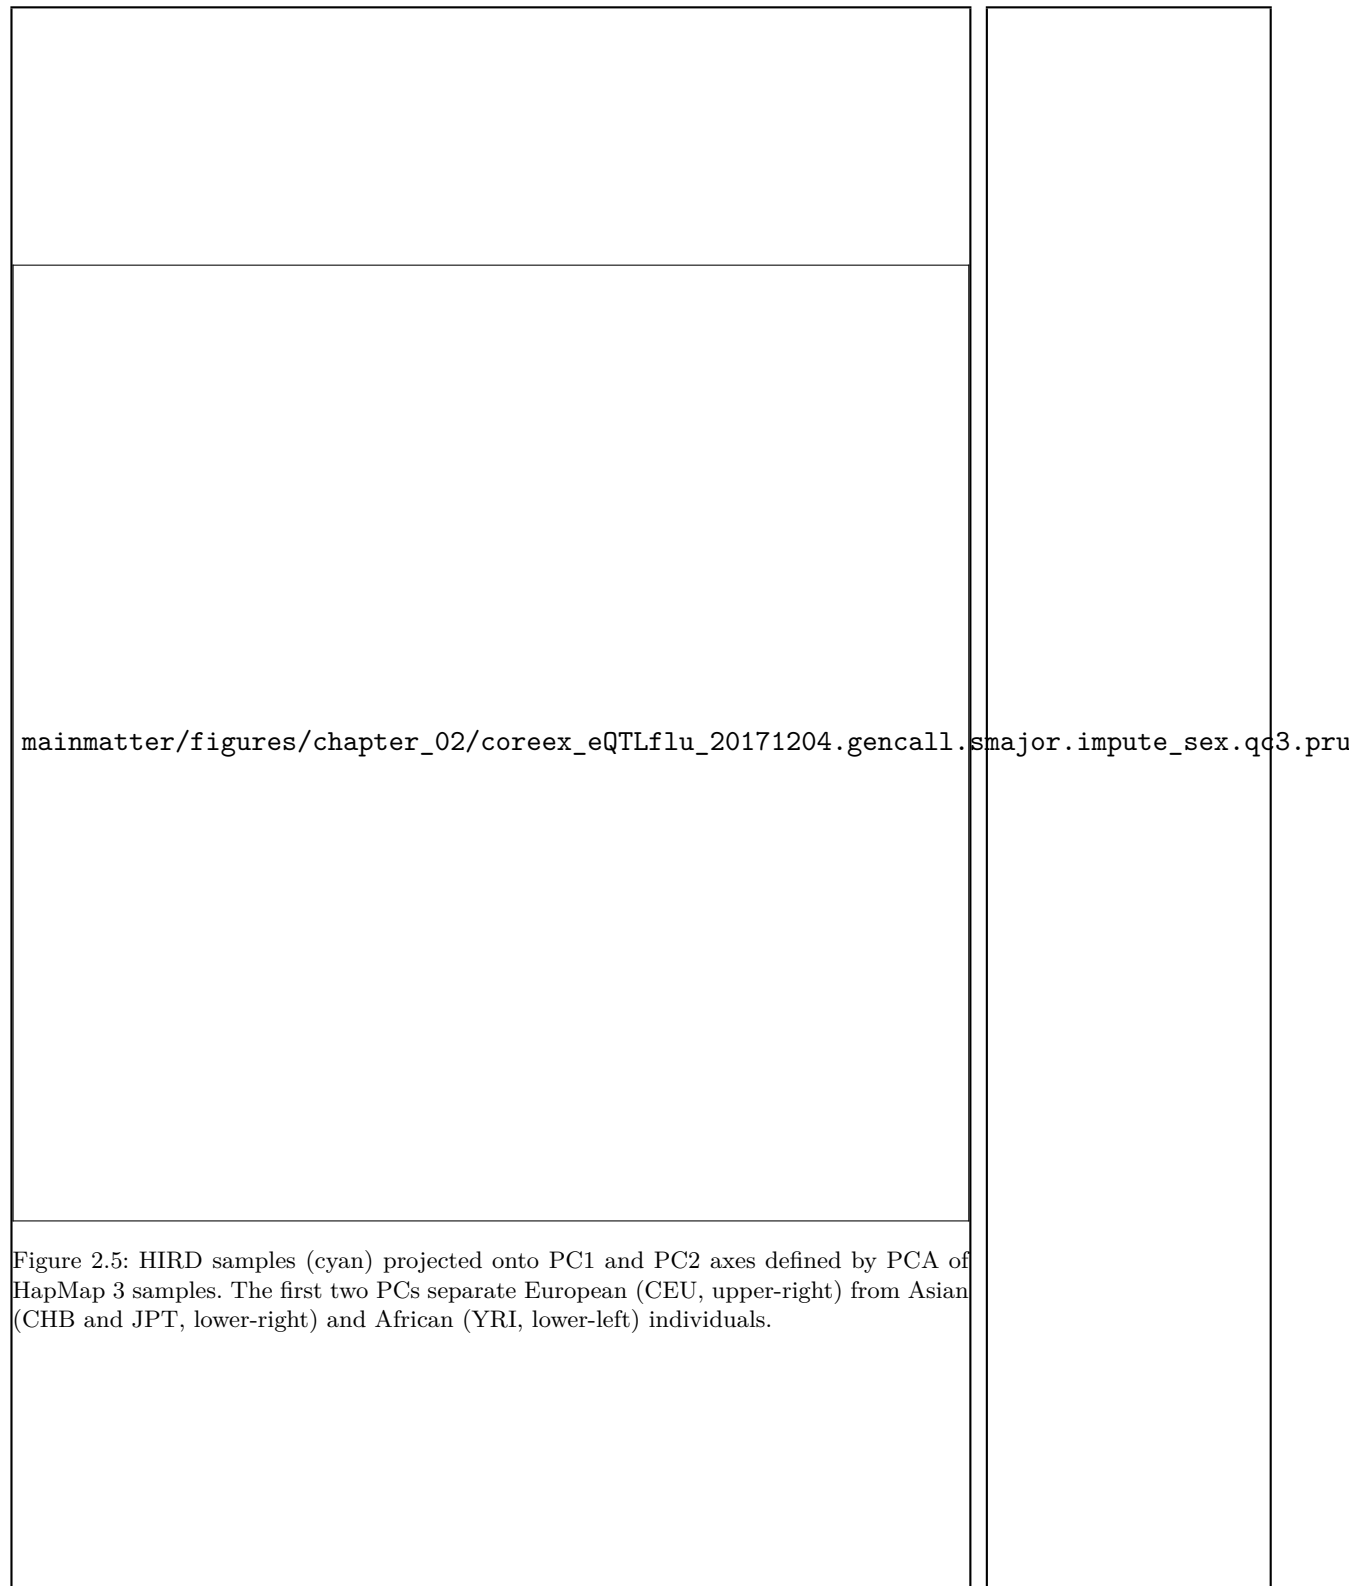 mainmatter/figures/chapter_02/coreex_eQTLflu_20171204.gencall.smajor.impute_sex.qc3.pru
Figure 2.5: HIRD samples (cyan) projected onto PC1 and PC2 axes defined by PCA of
HapMap 3 samples. The first two PCs separate European (CEU, upper-right) from Asian
(CHB and JPT, lower-right) and African (YRI, lower-left) individuals.